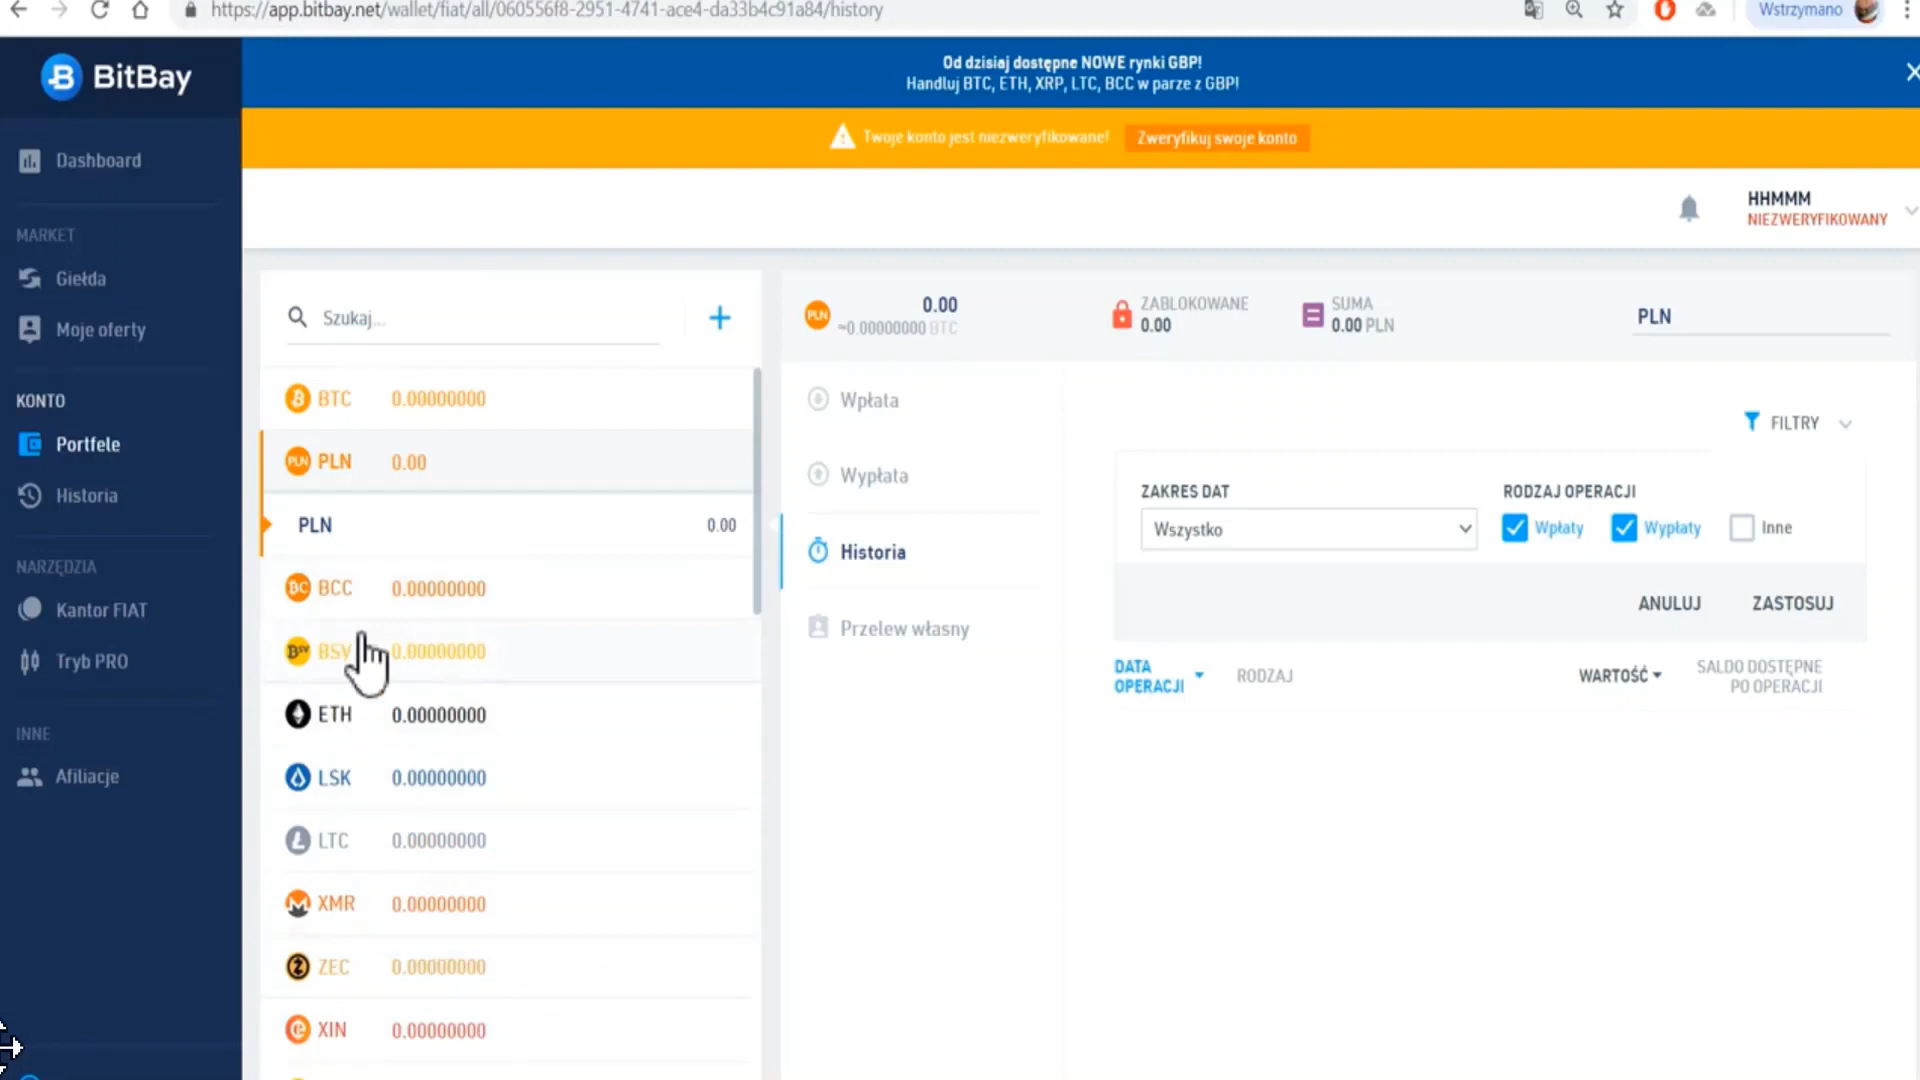 https://app.bitbay.net/wallet/fiat/all/060556f8-2951-4741-ace4-da33b4c91a84/history
Wstrzymano
BitBay
Od dzisiaj dostępne NOWE rynki GBP!
Handluj BTC, ETH, XRP, LTC, BCC w parze z GBP!
Twoje konto jest niezweryfikowane!
Zweryfikuj swoje konto
HHMMM
NIEZWERYFIKOWANY
Dashboard
MARKET
Giełda
Moje oferty
KONTO
Portfele
Historia
NARZĘDZIA
Kantor FIAT
Tryb PRO
INNE
Afiliacje
Szukaj...
BTC 0.00000000
PLN PLN 0.00
PLN 0.00
BCC 0.00000000
BSV 0.00000000
ETH 0.00000000
LSK 0.00000000
LTC 0.00000000
XMR 0.00000000
ZEC 0.00000000
XIN 0.00000000
PLN
0.00
≈0.00000000 BTC
ZABLOKOWANE
0.00
SUMA
0.00 PLN
PLN
Wpłata
Wypłata
Historia
Przelew własny
FILTRY
ZAKRES DAT
Wszystko
RODZAJ OPERACJI
Wpłaty Wypłaty Inne
ANULUJ ZASTOSUJ
DATA
OPERACJI
RODZAJ
WARTOŚĆ
SALDO DOSTĘPNE
PO OPERACJI